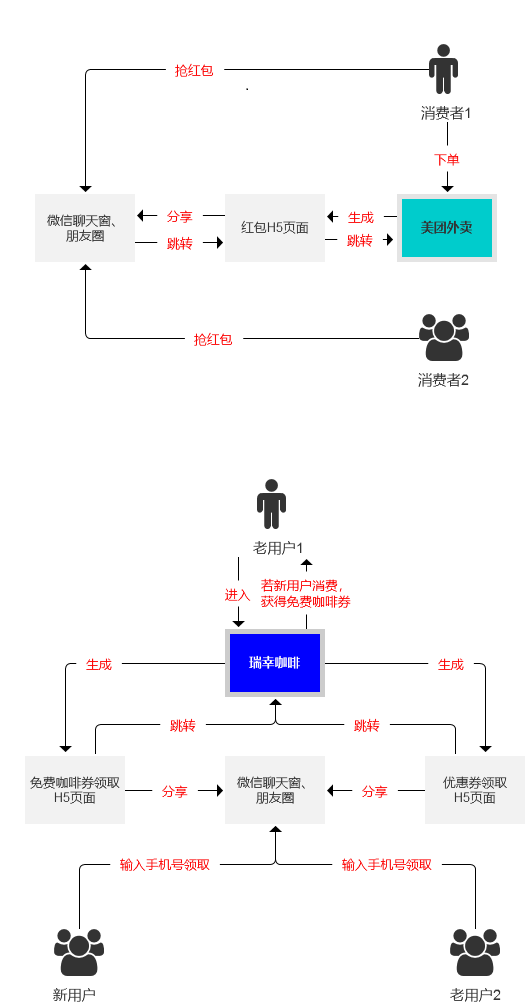 抢红包
消费者1
下单
微信聊天窗、
朋友圈
分享
跳转
红包H5页面
生成
跳转
美团外卖
抢红包
消费者2
老用户1
进入
若新用户消费，
获得免费咖啡券
生成
瑞幸咖啡
生成
跳转
跳转
免费咖啡券领取
H5页面
分享
微信聊天窗、
朋友圈
分享
优惠券领取
H5页面
输入手机号领取
输入手机号领取
新用户
老用户2